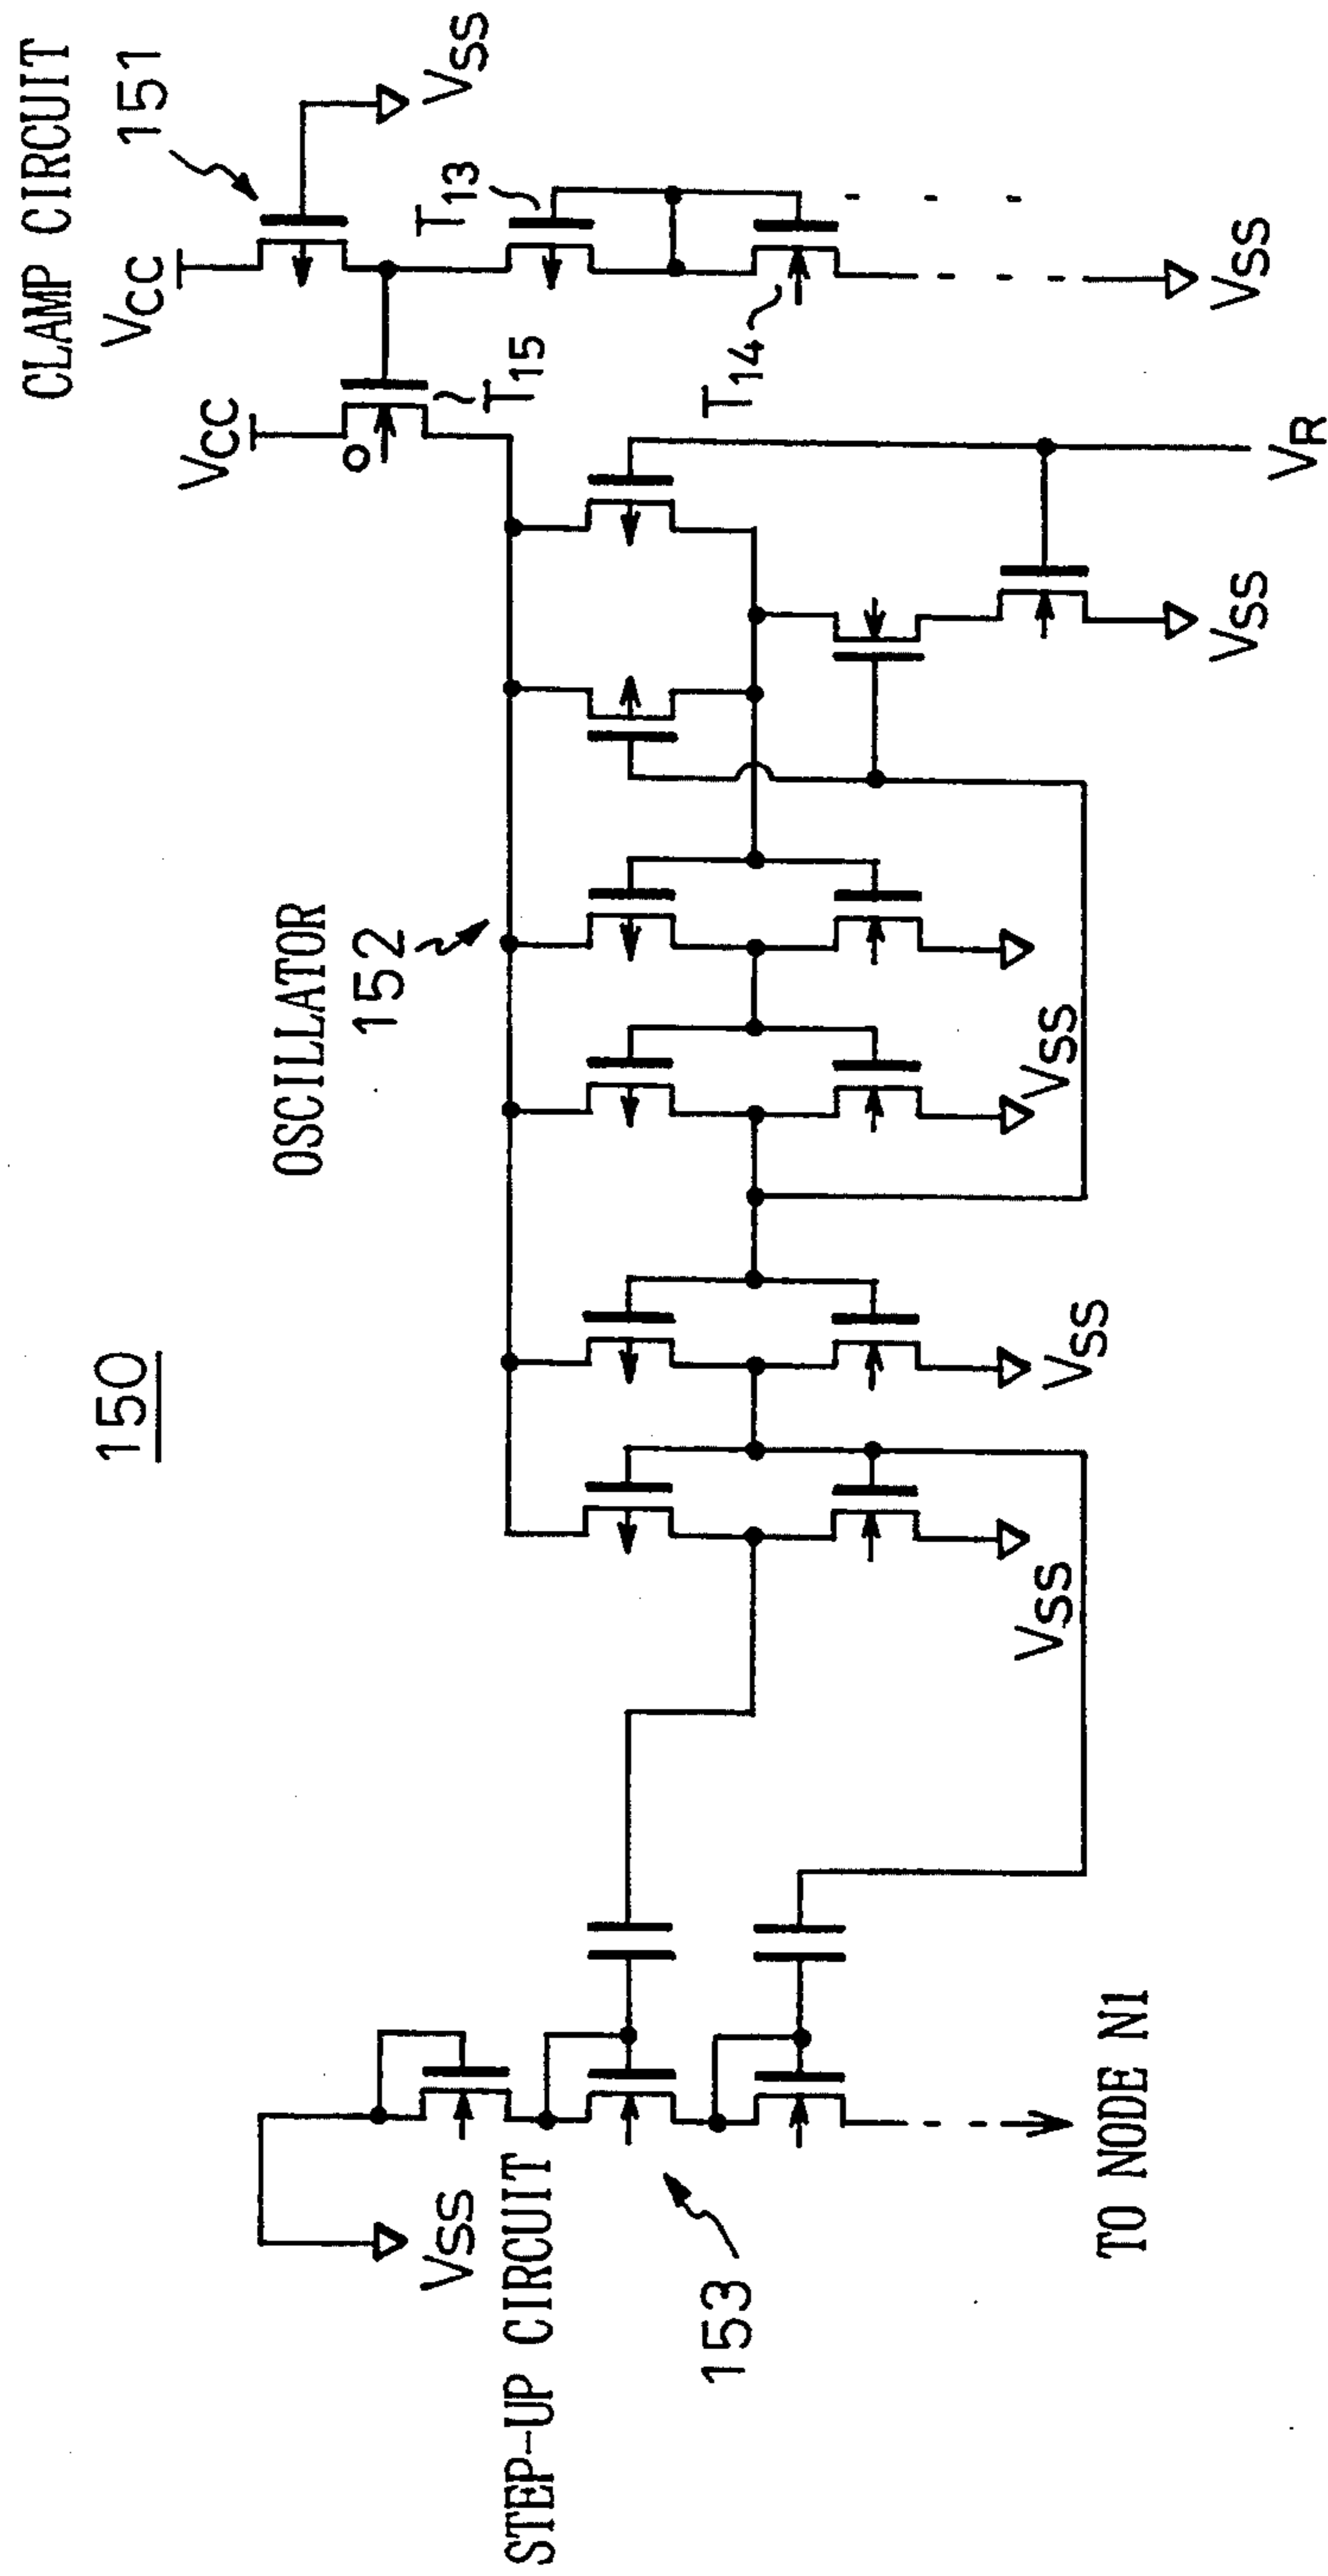 150
CLAMP CIRCUIT
151
VCC
VSS
VCC
T13
T15
T14
VSS
OSCILLATOR
152
VR
VSS
VSS
VSS
VSS
VSS
STEP-UP CIRCUIT
153
TO NODE N1